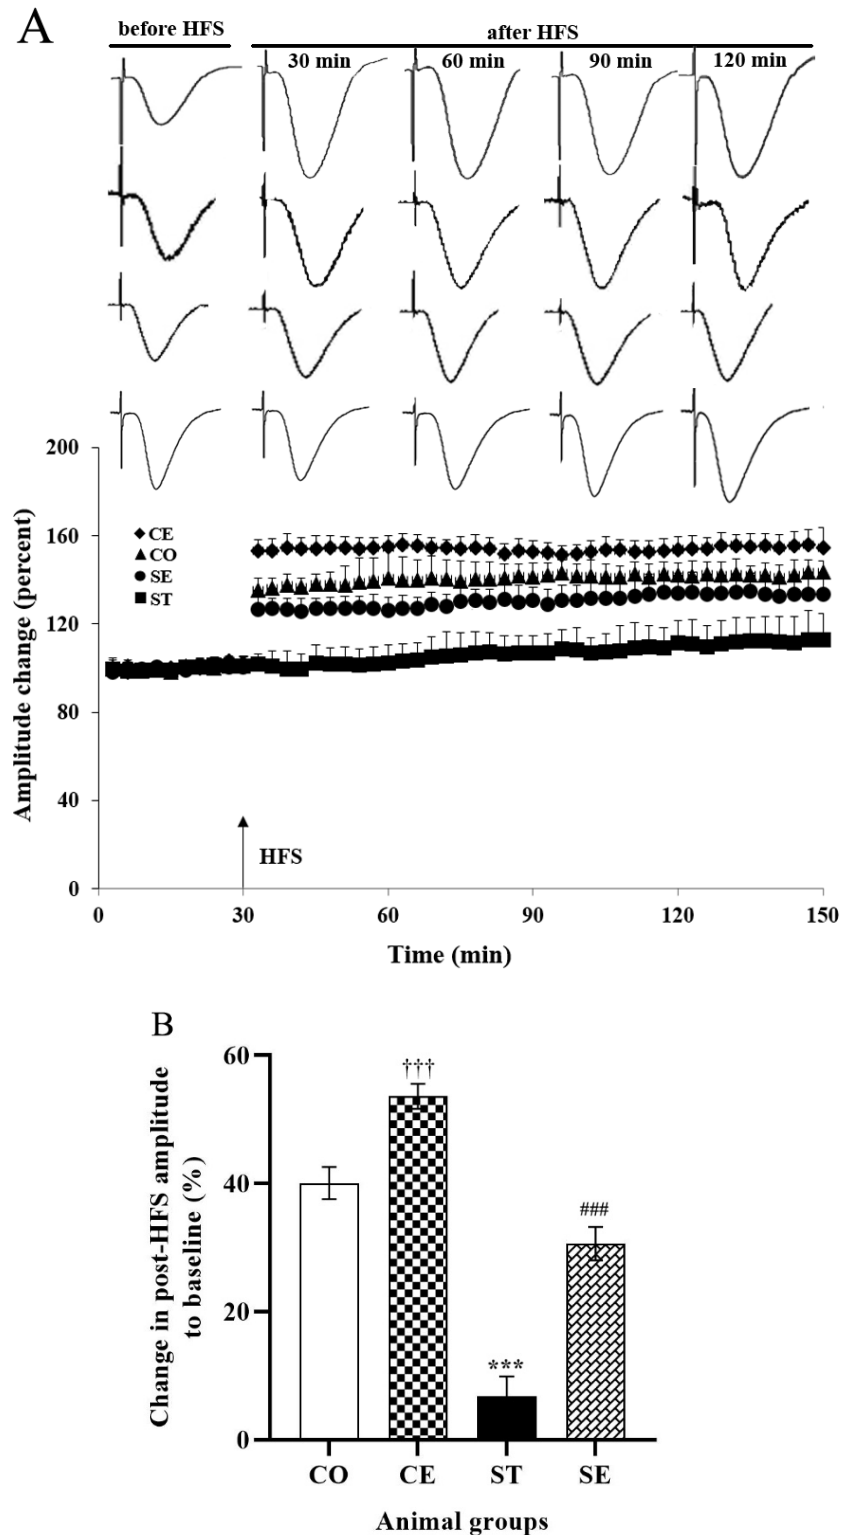 A
before HFS
after HFS
30 min
60 min
90 min
120 min
200
160
120
80
40
0
Amplitude change (percent)
CE
CO
SE
ST
HFS
0
30
60
90
120
150
Time (min)
B
60
40
20
0
Change in post-HFS amplitude
to baseline (%)
†††
***
###
CO
CE
ST
SE
Animal groups